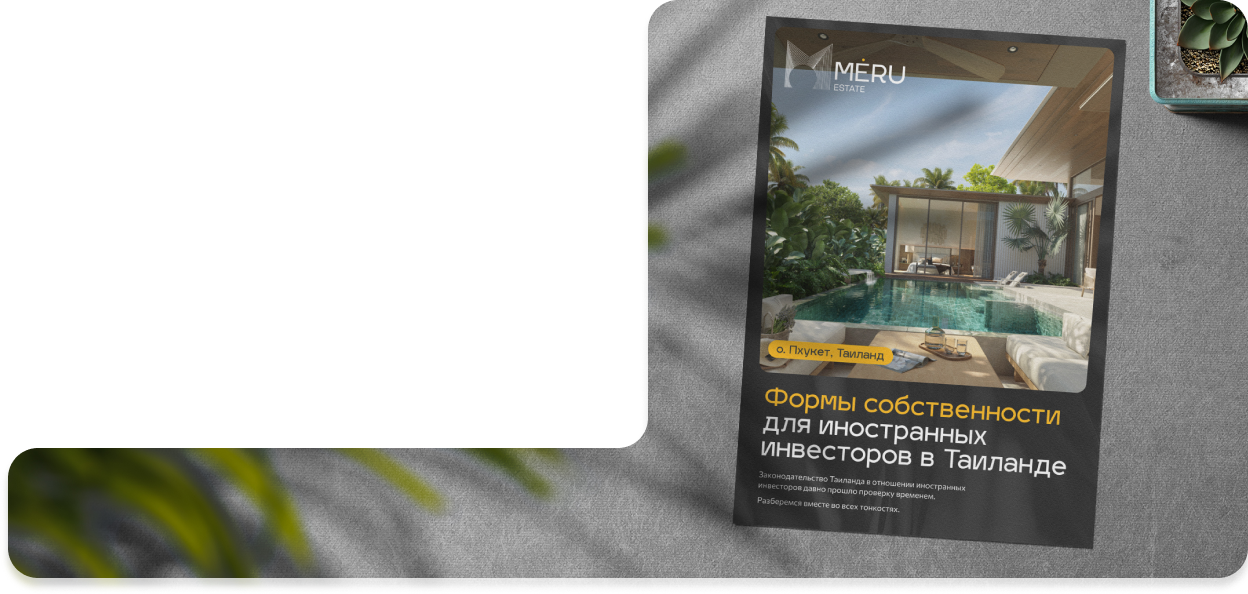 MERU
ESTATE
о. Пхукет, Таиланд
Формы собственности
для иностранных
инвесторов в Таиланде
Законодательство Таиланда в отношении иностранных
инвесторов давно прошло проверку временем.
Разберемся вместе во всех тонкостях.